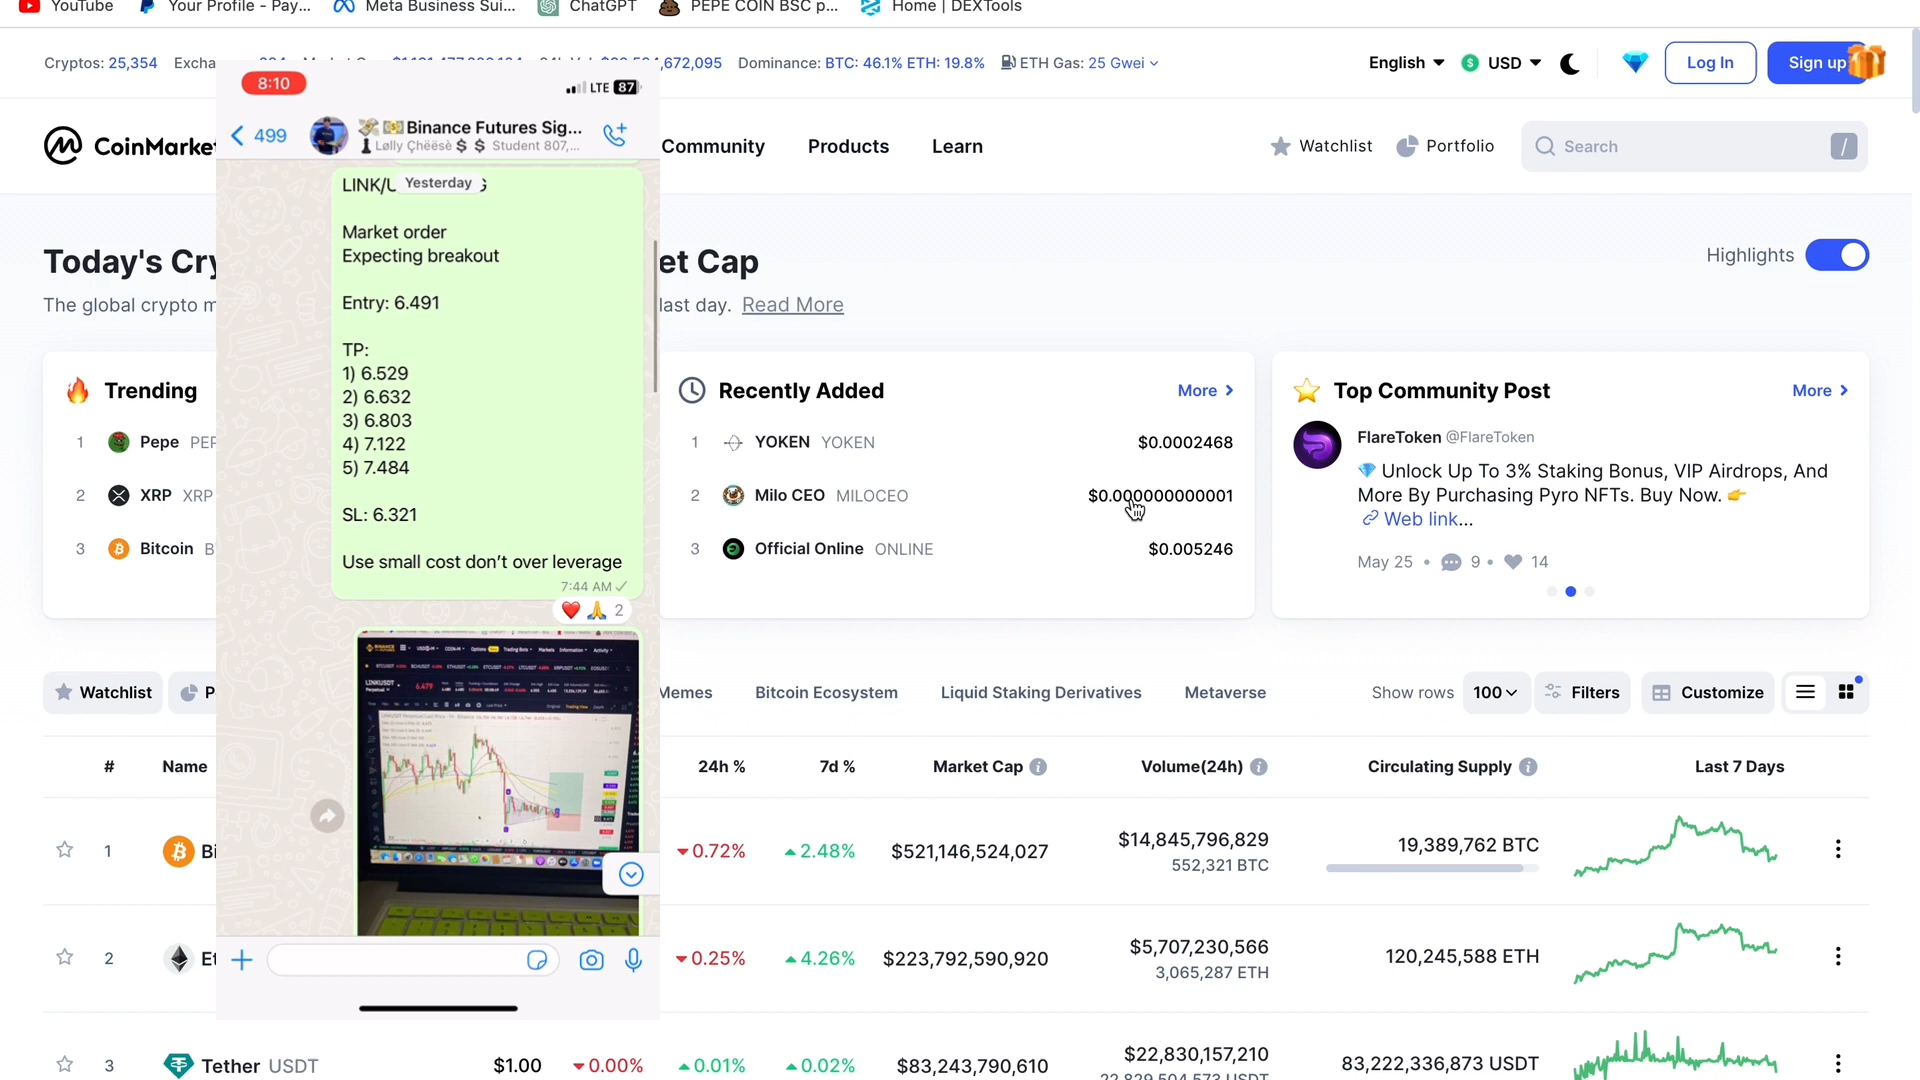 YouTube
Your Profile - Pay...
Meta Business Sui...
ChatGPT
PEPE COIN BSC p...
Home | DEXTools
Cryptos: 25,354
Dominance: BTC: 46.1% ETH: 19.8%
ETH Gas: 25 Gwei
English
USD
Log In
Sign up
CoinMarke
Community
Products
Learn
Watchlist
Portfolio
Search
/
8:10
LTE
87
499
Binance Futures Sig...
Lølly Çhëësè $ $ Student 807,...
Yesterday
LINK/U
Market order
Expecting breakout
Entry: 6.491
TP:
1) 6.529
2) 6.632
3) 6.803
4) 7.122
5) 7.484
SL: 6.321
Use small cost don't over leverage
7:44 AM
2
LINKUSDT
6.479
Today's Cry
et Cap
The global crypto m
last day. Read More
Highlights
Trending
1 Pepe PEP
2 XRP XRP
3 Bitcoin B
Recently Added
More
1 YOKEN YOKEN $0.0002468
2 Milo CEO MILOCEO $0.000000000001
3 Official Online ONLINE $0.005246
Top Community Post
More
FlareToken @FlareToken
Unlock Up To 3% Staking Bonus, VIP Airdrops, And
More By Purchasing Pyro NFTs. Buy Now.
Web link...
May 25 • 9 • 14
Watchlist
P
Memes
Bitcoin Ecosystem
Liquid Staking Derivatives
Metaverse
Show rows
100
Filters
Customize
# Name 24h % 7d % Market Cap Volume(24h) Circulating Supply Last 7 Days
1 Bi 0.72% 2.48% $521,146,524,027 $14,845,796,829 19,389,762 BTC
552,321 BTC
2 Et 0.25% 4.26% $223,792,590,920 $5,707,230,566 120,245,588 ETH
3,065,287 ETH
3 Tether USDT $1.00 0.00% 0.01% 0.02% $83,243,790,610 $22,830,157,210 83,222,336,873 USDT